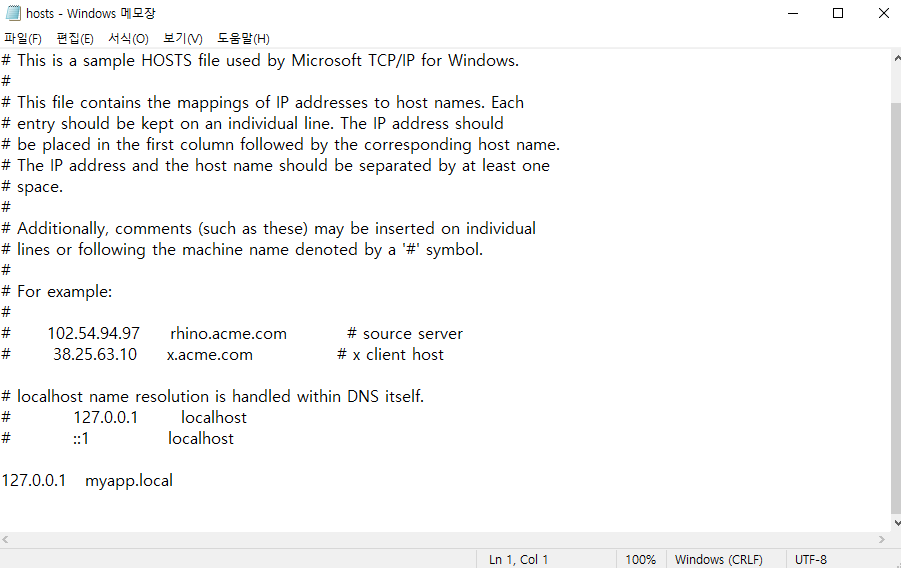 hosts - Windows 메모장
파일(F) 편집(E) 서식(O) 보기(V) 도움말(H)
# This is a sample HOSTS file used by Microsoft TCP/IP for Windows.
#
# This file contains the mappings of IP addresses to host names. Each
# entry should be kept on an individual line. The IP address should
# be placed in the first column followed by the corresponding host name.
# The IP address and the host name should be separated by at least one
# space.
#
# Additionally, comments (such as these) may be inserted on individual
# lines or following the machine name denoted by a '#' symbol.
#
# For example:
#
# 102.54.94.97 rhino.acme.com # source server
# 38.25.63.10 x.acme.com # x client host

# localhost name resolution is handled within DNS itself.
# 127.0.0.1 localhost
# ::1 localhost

127.0.0.1 myapp.local
Ln 1, Col 1 100% Windows (CRLF) UTF-8